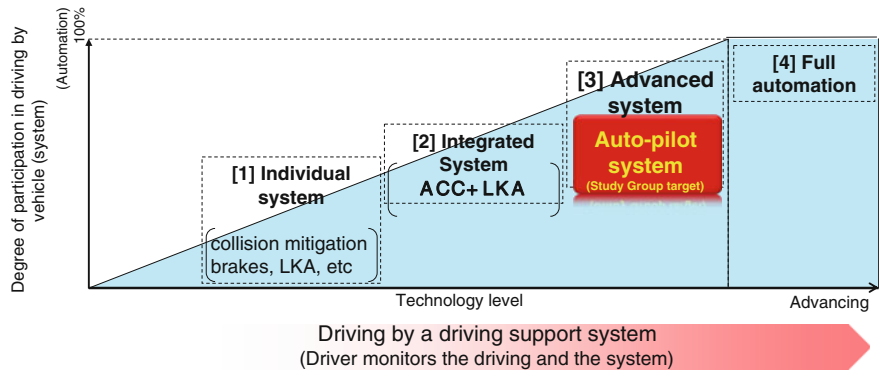 Degree of participation in driving by
vehicle (system)
(Automation)
100%
[1] Individual
system
collision mitigation
brakes, LKA, etc
[2] Integrated
System
ACC+LKA
[3] Advanced
system
Auto-pilot
system
(Study Group target)
[4] Full
automation
Technology level
Advancing
Driving by a driving support system
(Driver monitors the driving and the system)